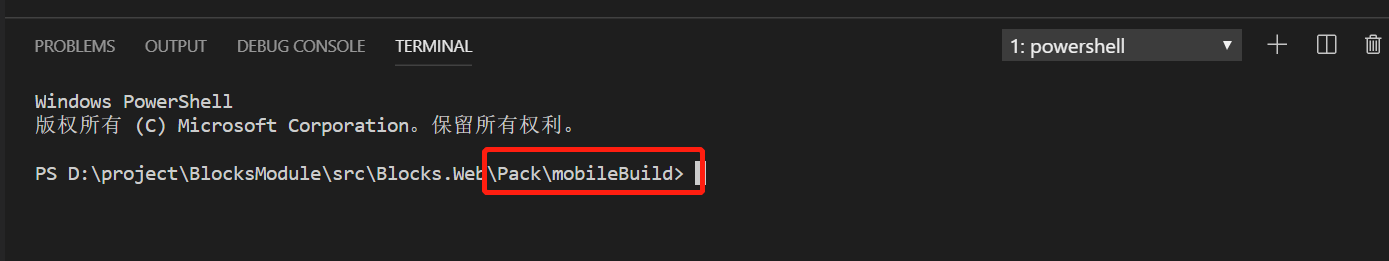 PROBLEMS OUTPUT DEBUG CONSOLE TERMINAL 1: powershell
Windows PowerShell
版权所有 (C) Microsoft Corporation。保留所有权利。
PS D:\project\BlocksModule\src\Blocks.Web\Pack\mobileBuild>